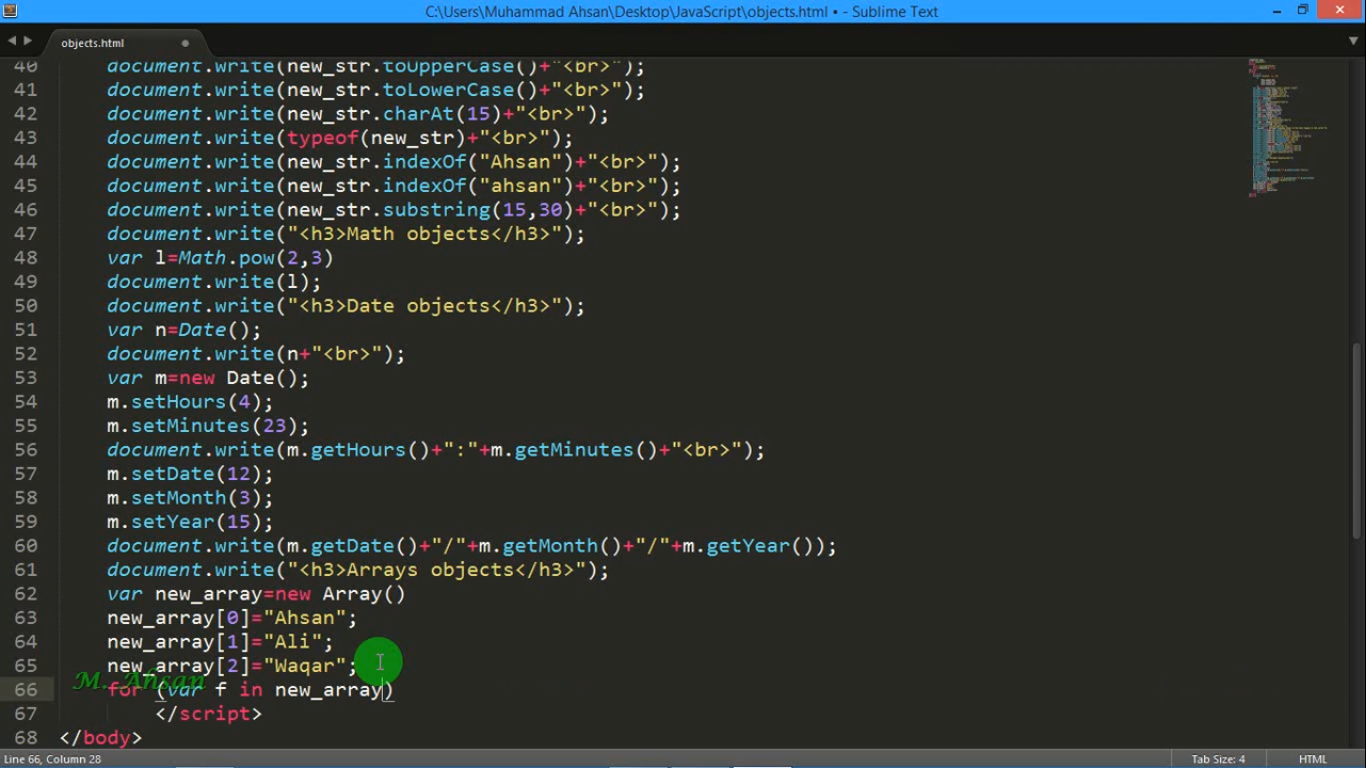 C:\Users\Muhammad Ahsan\Desktop\JavaScript\objects.html • - Sublime Text
objects.html
40 document.write(new_str.toUpperCase()+"<br>");
41 document.write(new_str.toLowerCase()+"<br>");
42 document.write(new_str.charAt(15)+"<br>");
43 document.write(typeof(new_str)+"<br>");
44 document.write(new_str.indexOf("Ahsan")+"<br>");
45 document.write(new_str.indexOf("ahsan")+"<br>");
46 document.write(new_str.substring(15,30)+"<br>");
47 document.write("<h3>Math objects</h3>");
48 var l=Math.pow(2,3)
49 document.write(l);
50 document.write("<h3>Date objects</h3>");
51 var n=Date();
52 document.write(n+"<br>");
53 var m=new Date();
54 m.setHours(4);
55 m.setMinutes(23);
56 document.write(m.getHours()+":"+m.getMinutes()+"<br>");
57 m.setDate(12);
58 m.setMonth(3);
59 m.setYear(15);
60 document.write(m.getDate()+"/"+m.getMonth()+"/"+m.getYear());
61 document.write("<h3>Arrays objects</h3>");
62 var new_array=new Array()
63 new_array[0]="Ahsan";
64 new_array[1]="Ali";
65 new_array[2]="Waqar";
M. Ahsan
66 for (var f in new_array)
67 </script>
68 </body>
Line 66, Column 28
Tab Size: 4
HTML